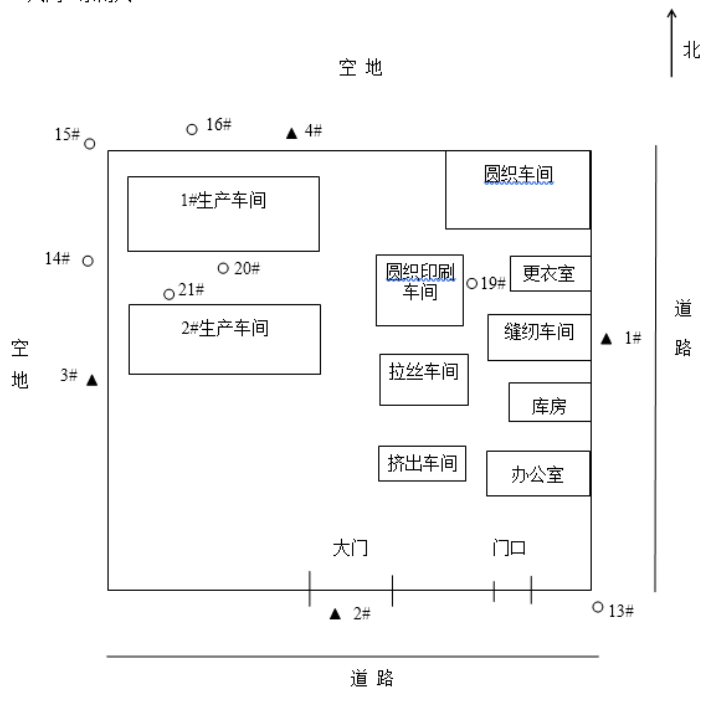 北
空 地
15#
16#
4#
圆织车间
1#生产车间
14#
20#
圆织印刷
车间
19#
更衣室
21#
2#生产车间
缝纫车间
1#
道
路
空
地
3#
拉丝车间
库房
挤出车间
办公室
大门
门口
2#
13#
道 路